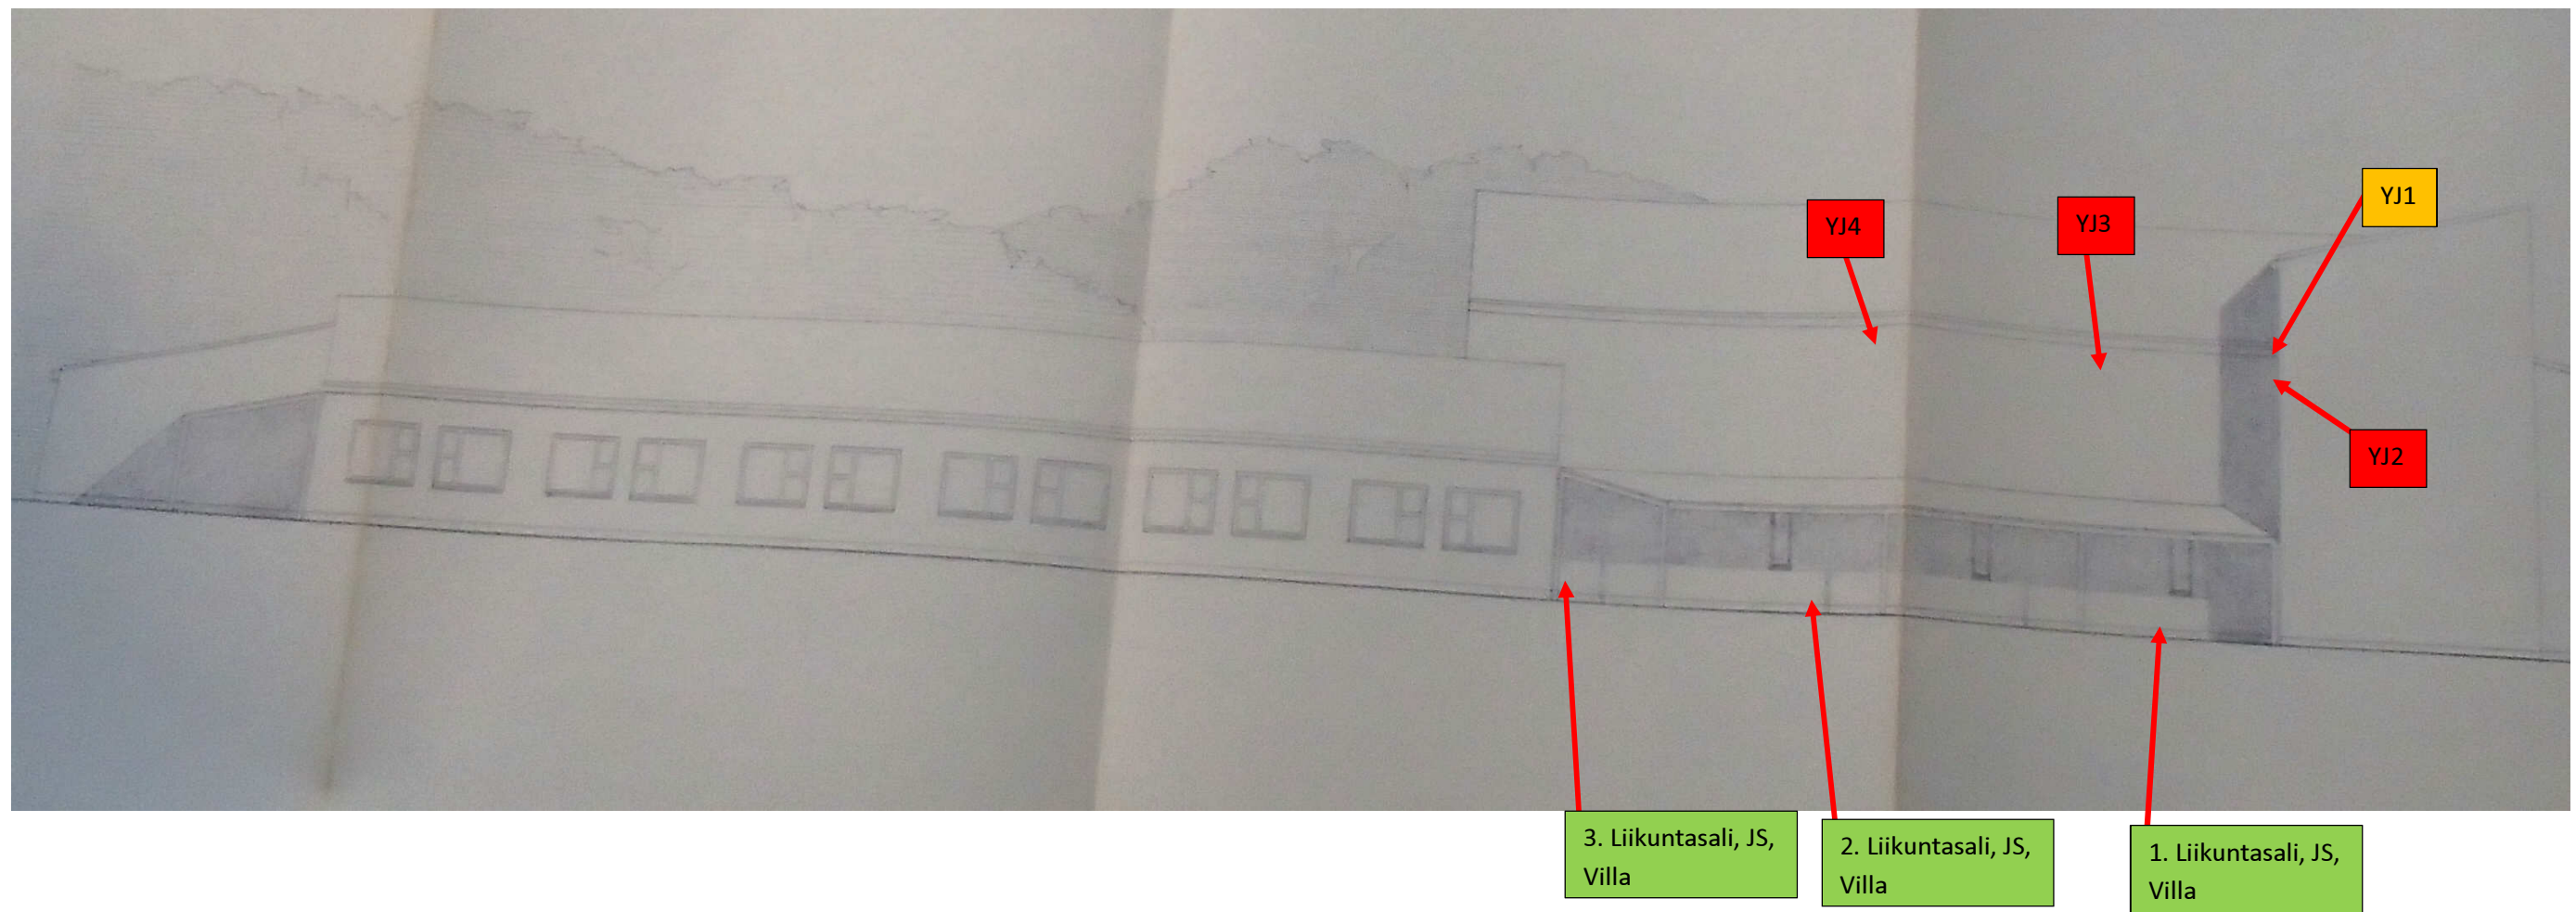 YJ1
YJ4
YJ3
YJ2
3. Liikuntasali, JS,
Villa
2. Liikuntasali, JS,
Villa
1. Liikuntasali, JS,
Villa